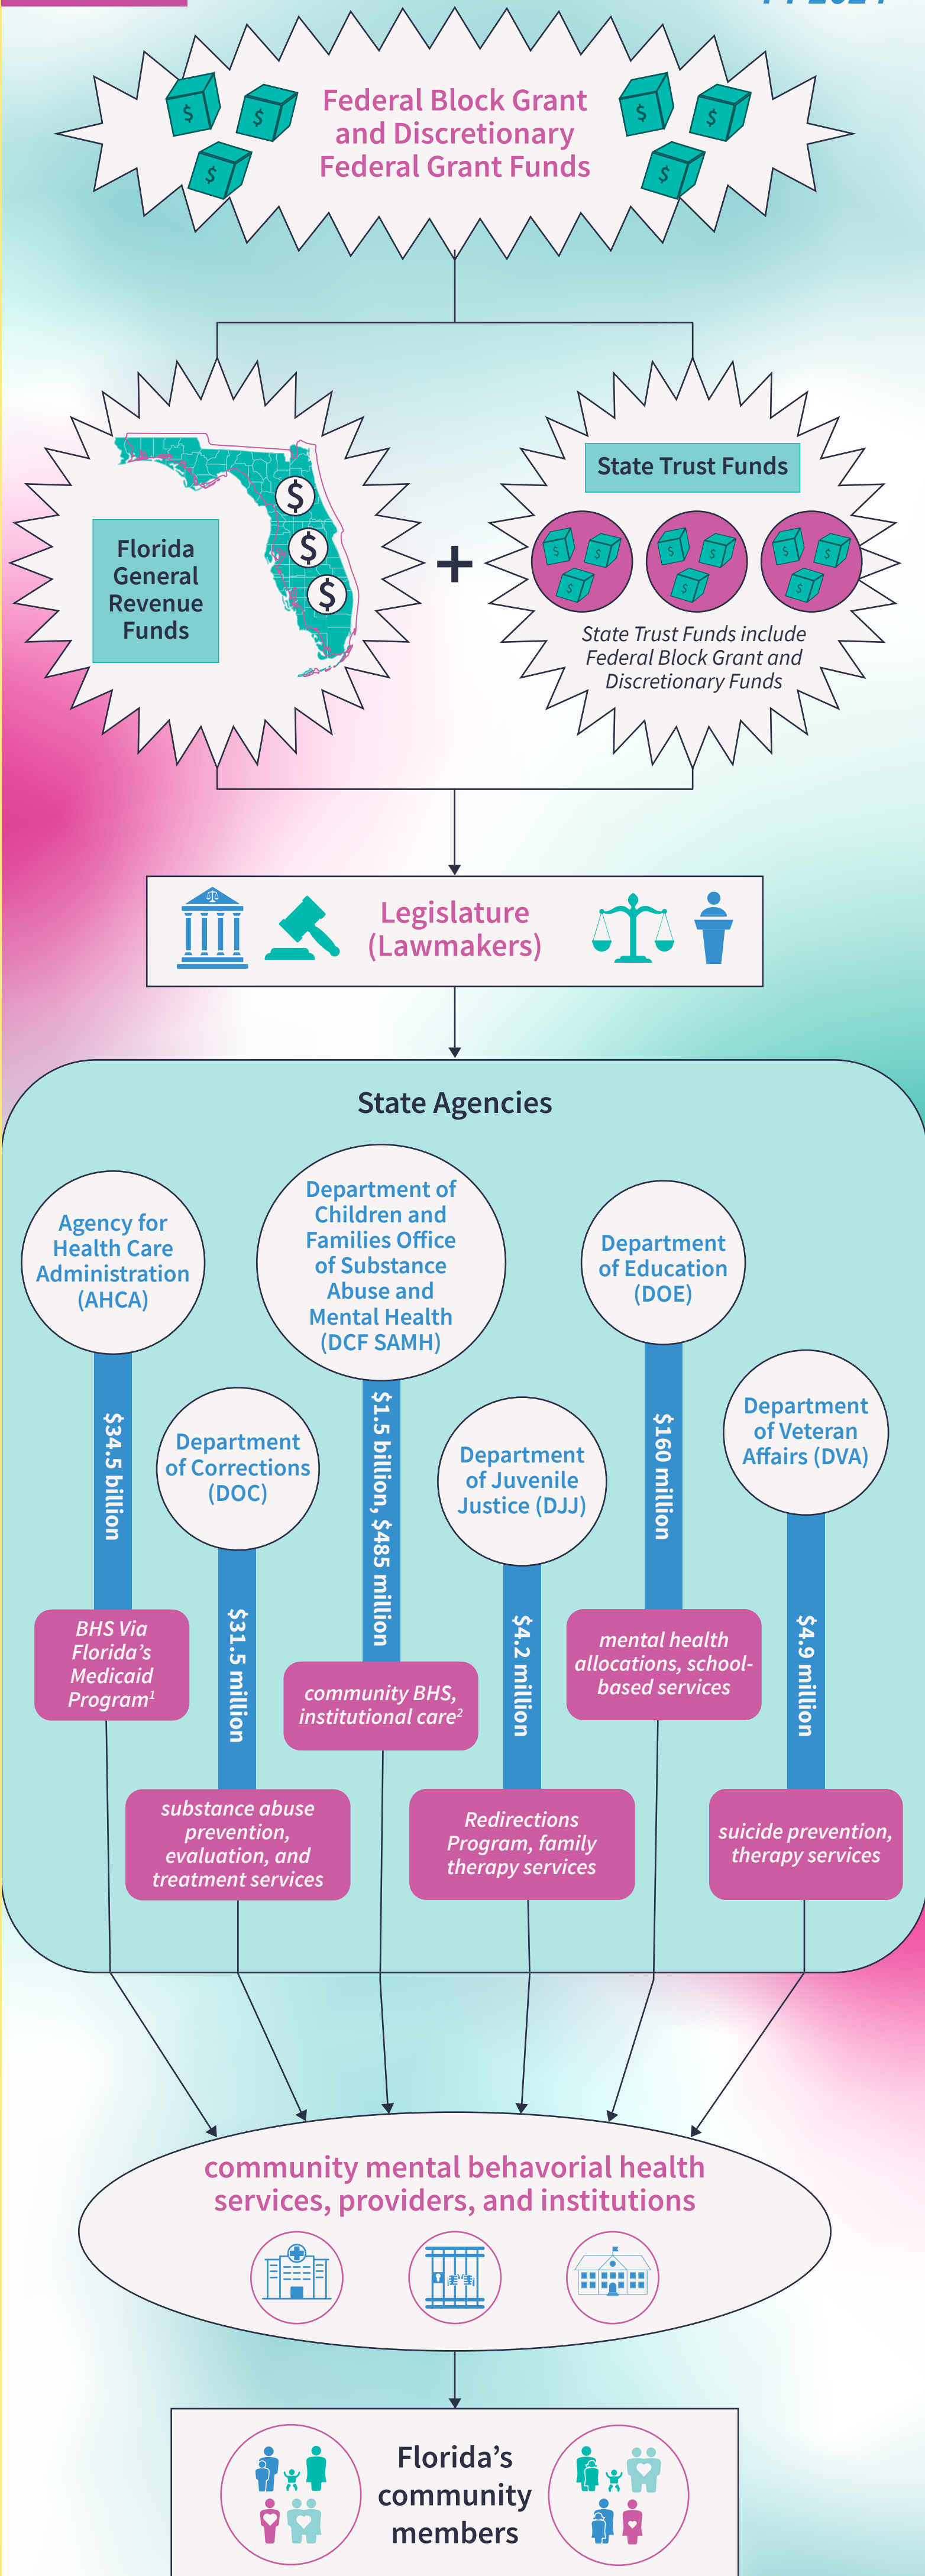 Federal Block Grant
and Discretionary
Federal Grant Funds
$
$
$
$
$
$
Florida
General
Revenue
Funds
$
$
$
+
State Trust Funds
$
$
$
$
$
$
$
$
$
State Trust Funds include
Federal Block Grant and
Discretionary Funds
Legislature
(Lawmakers)
State Agencies
Agency for
Health Care
Administration
(AHCA)
$34.5 billion
BHS Via
Florida's
Medicaid
Program1
Department
of Corrections
(DOC)
$31.5 million
substance abuse
prevention,
evaluation, and
treatment services
Department of
Children and
Families Office
of Substance
Abuse and
Mental Health
(DCF SAMH)
$1.5 billion, $485 million
community BHS,
institutional care2
Department
of Juvenile
Justice (DJJ)
$4.2 million
Redirections
Program, family
therapy services
Department
of Education
(DOE)
$160 million
mental health
allocations, school-
based services
Department
of Veteran
Affairs (DVA)
$4.9 million
suicide prevention,
therapy services
community mental behavorial health
services, providers, and institutions
Florida's
community
members